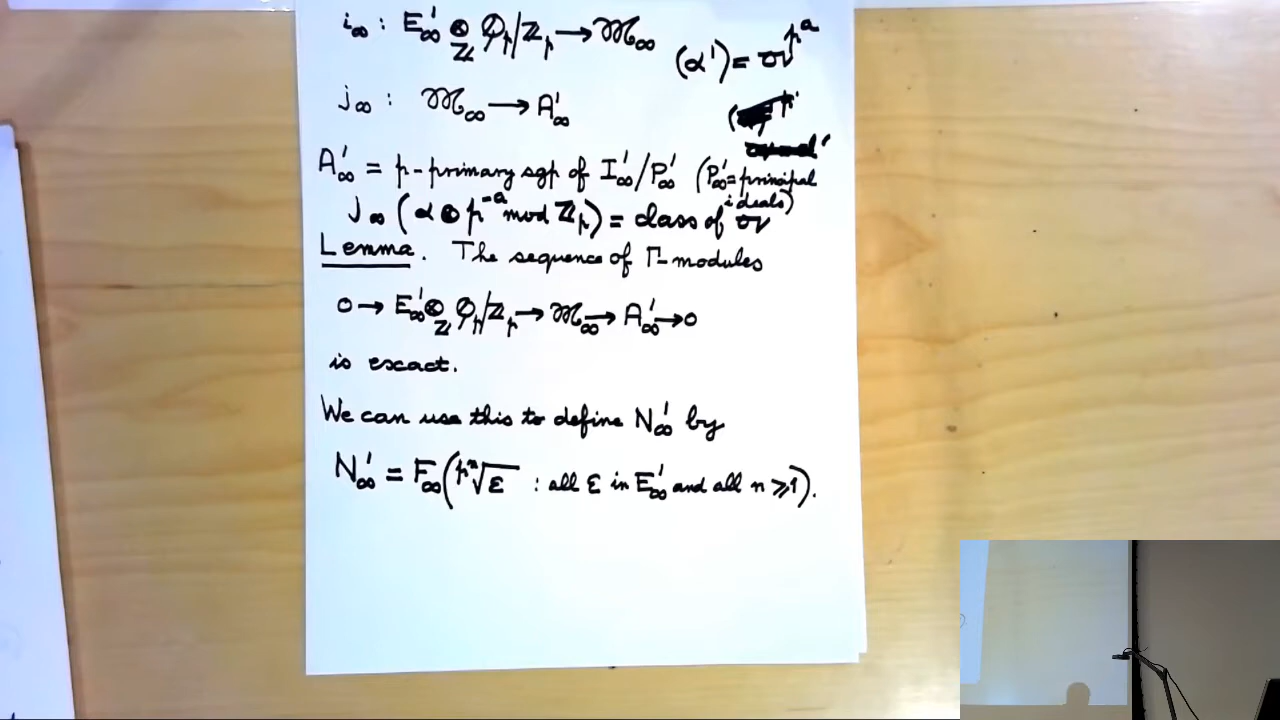 i∞ : E'∞ ⊗_ℤ ℚp/ℤp → 𝔐∞
(α') = 𝔞^{p^a}
j∞ : 𝔐∞ → A'∞
A'∞ = p-primary sgp of I'∞/P'∞ (P'∞ = principal ideals)
j∞ (α ⊗ p^{-a} mod ℤp) = class of 𝔞
Lemma. The sequence of Γ-modules
0 → E'∞ ⊗_ℤ ℚp/ℤp → 𝔐∞ → A'∞ → 0
is exact.
We can use this to define N'∞ by
N'∞ = F∞(p^n√ε : all ε in E'∞ and all n ⩾ 1).